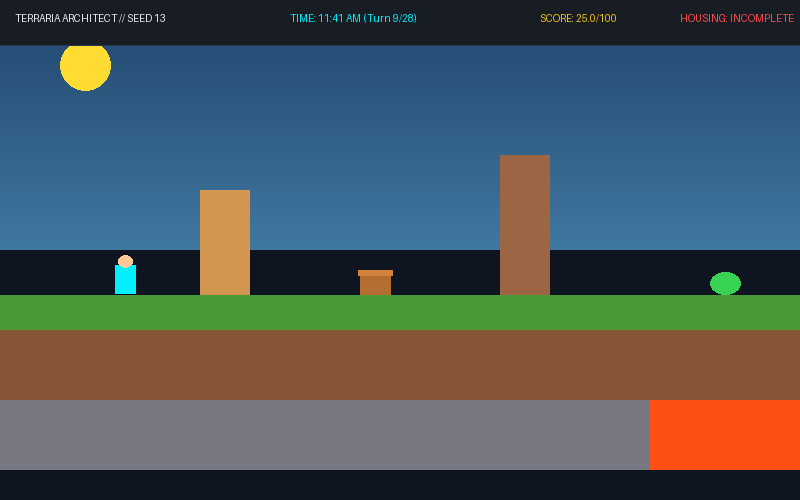 TERRARIA ARCHITECT // SEED 13
TIME: 11:41 AM (Turn 9/28)
SCORE: 25.0/100
HOUSING: INCOMPLETE